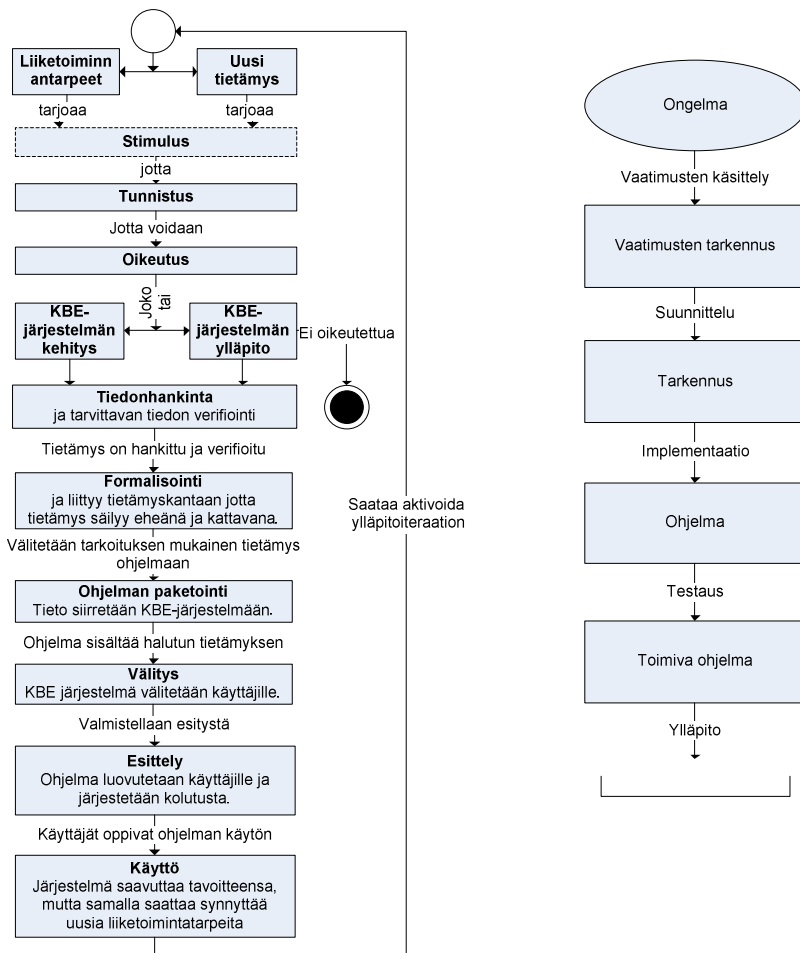 Liiketoiminn
antarpeet
Uusi
tietämys
tarjoaa
tarjoaa
Stimulus
jotta
Tunnistus
Jotta voidaan
Oikeutus
Joko
tai
KBE-
järjestelmän
kehitys
KBE-
järjestelmän
ylläpito
Ei oikeutettua
Tiedonhankinta
ja tarvittavan tiedon verifiointi
Tietämys on hankittu ja verifioitu
Formalisointi
ja liittyy tietämyskantaan jotta
tietämys säilyy eheänä ja kattavana.
Välitetään tarkoituksen mukainen tietämys
ohjelmaan
Ohjelman paketointi
Tieto siirretään KBE-järjestelmään.
Ohjelma sisältää halutun tietämyksen
Välitys
KBE järjestelmä välitetään käyttäjille.
Valmistellaan esitystä
Esittely
Ohjelma luovutetaan käyttäjille ja
järjestetään kolutusta.
Käyttäjät oppivat ohjelman käytön
Käyttö
Järjestelmä saavuttaa tavoitteensa,
mutta samalla saattaa synnyttää
uusia liiketoimintatarpeita
Saataa aktivoida
ylläpitoiteraation
Ongelma
Vaatimusten käsittely
Vaatimusten tarkennus
Suunnittelu
Tarkennus
Implementaatio
Ohjelma
Testaus
Toimiva ohjelma
Ylläpito